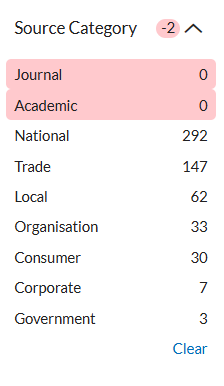 Source Category -2
Journal 0
Academic 0
National 292
Trade 147
Local 62
Organisation 33
Consumer 30
Corporate 7
Government 3
Clear